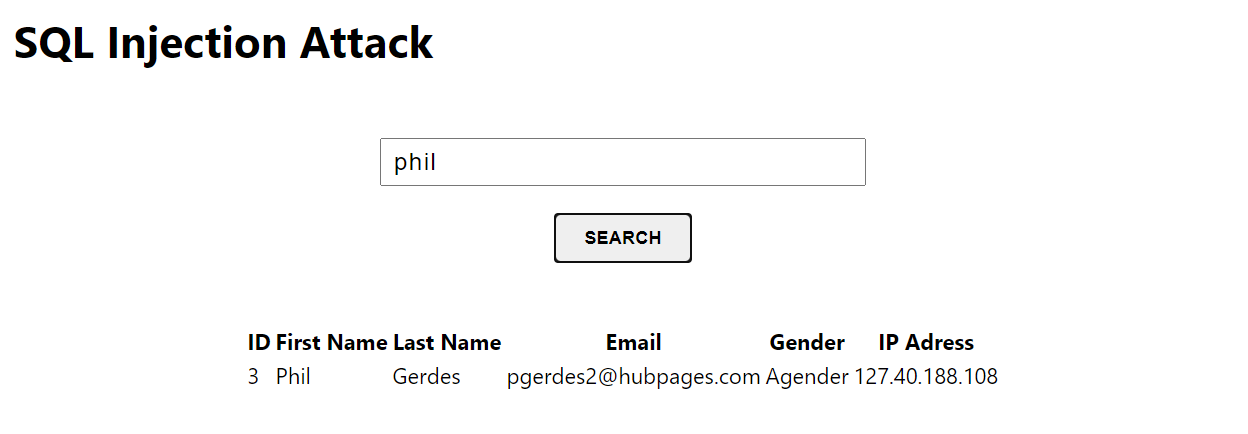 SQL Injection Attack
phil
SEARCH
ID First Name Last Name Email Gender IP Adress
3 Phil Gerdes pgerdes2@hubpages.com Agender 127.40.188.108